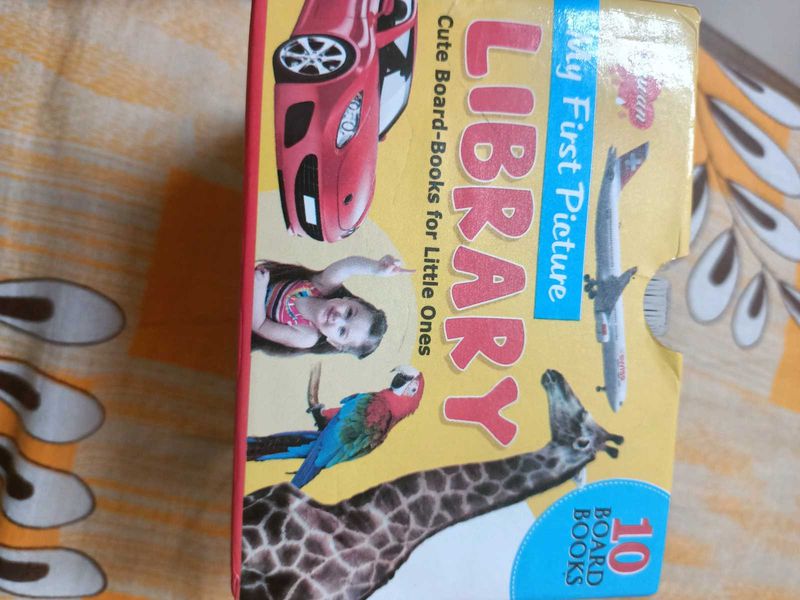 My First Picture
LIBRARY
Cute Board-Books for Little Ones
10
BOARD
BOOKS